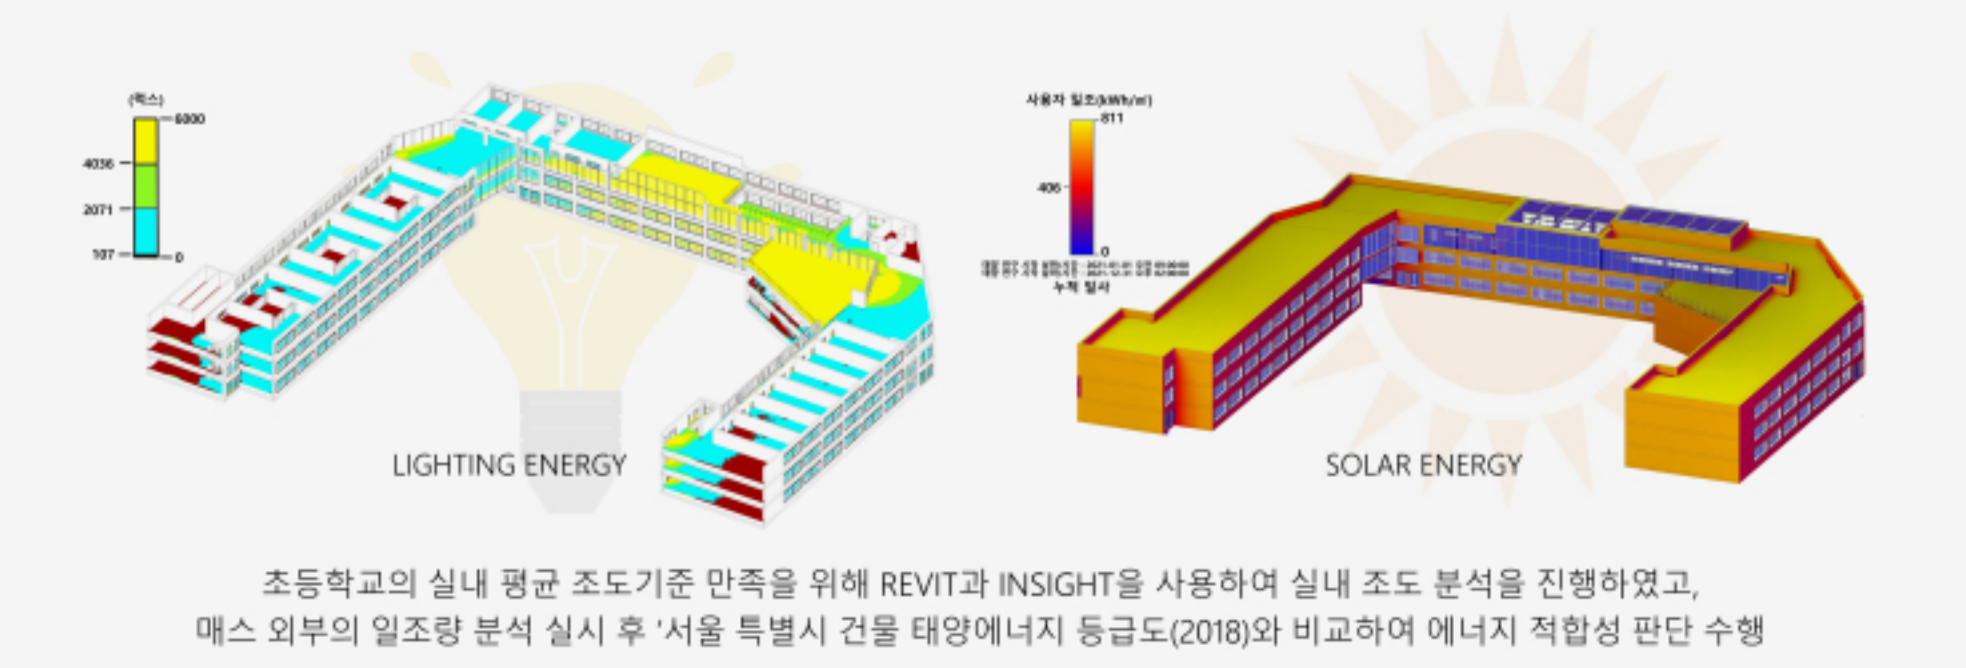 (럭스)
6000
4036
2071
107
0
LIGHTING ENERGY
사용자 일조(kWh/㎡)
811
406
0
누적 일사
SOLAR ENERGY
초등학교의 실내 평균 조도기준 만족을 위해 REVIT과 INSIGHT을 사용하여 실내 조도 분석을 진행하였고,
매스 외부의 일조량 분석 실시 후 '서울 특별시 건물 태양에너지 등급도(2018)와 비교하여 에너지 적합성 판단 수행